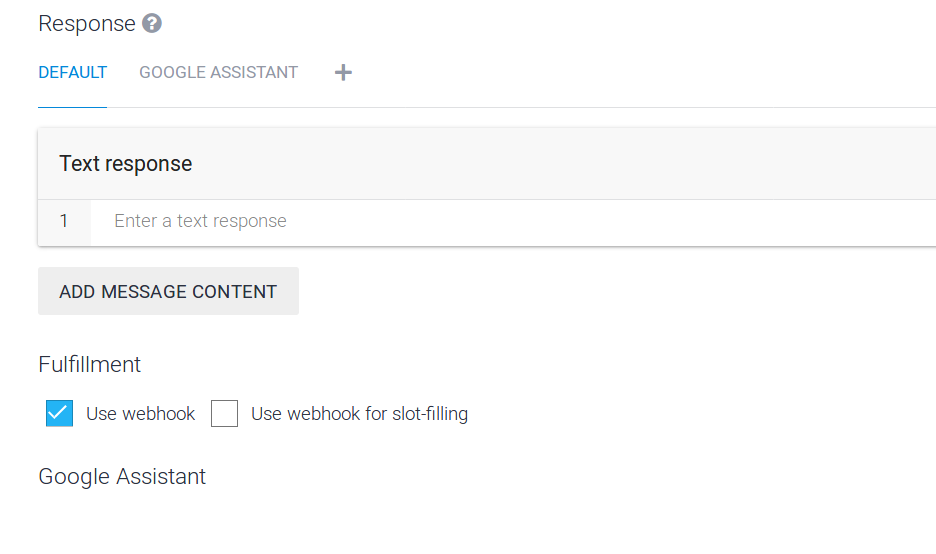 Response ?
DEFAULT GOOGLE ASSISTANT +
Text response
1 Enter a text response
ADD MESSAGE CONTENT
Fulfillment
Use webhook Use webhook for slot-filling
Google Assistant